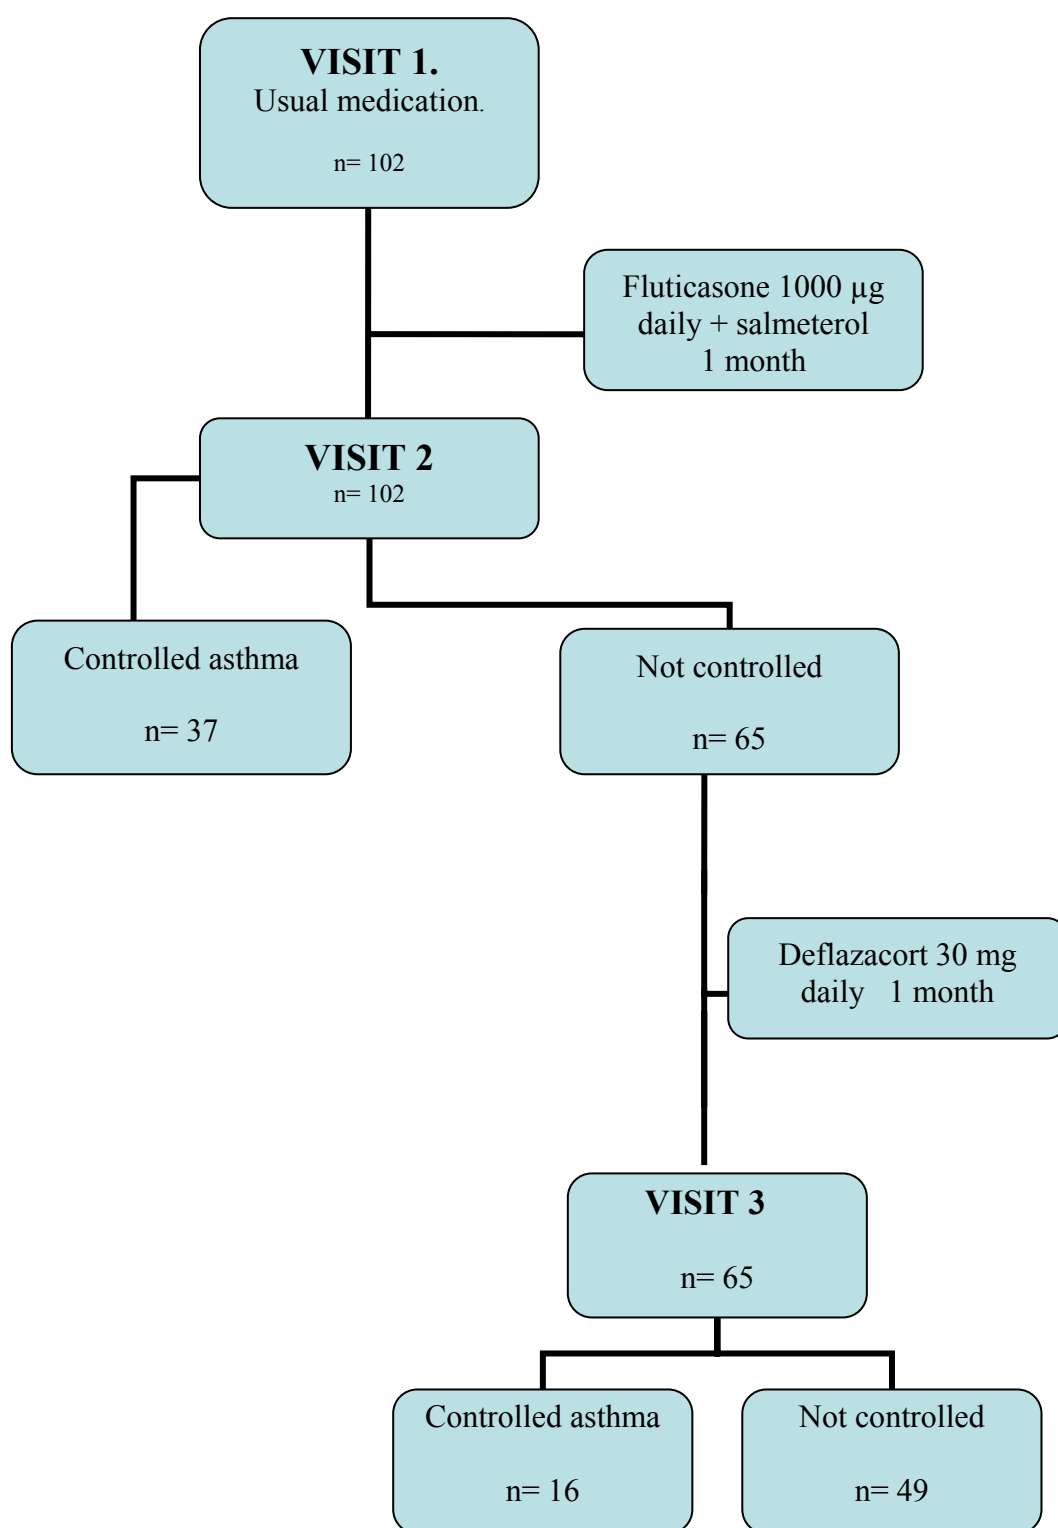 VISIT 1.
Usual medication.
n= 102
Fluticasone 1000 µg
daily + salmeterol
1 month
VISIT 2
n= 102
Controlled asthma
n= 37
Not controlled
n= 65
Deflazacort 30 mg
daily   1 month
VISIT 3
n= 65
Controlled asthma
n= 16
Not controlled
n= 49